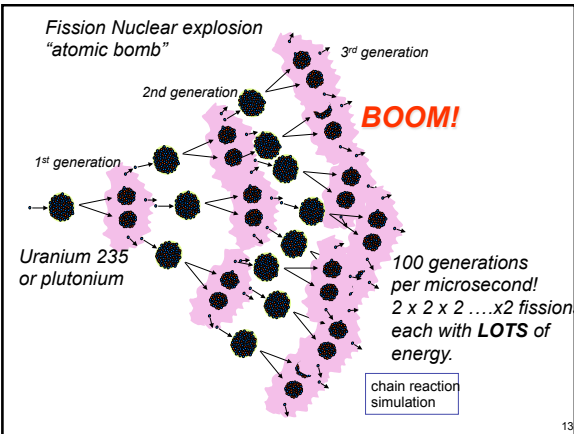 Fission Nuclear explosion
“atomic bomb”
3rd generation
2nd generation
BOOM!
1st generation
Uranium 235
or plutonium
100 generations
per microsecond!
2 x 2 x 2 ….x2 fission
each with LOTS of
energy.
chain reaction
simulation
13